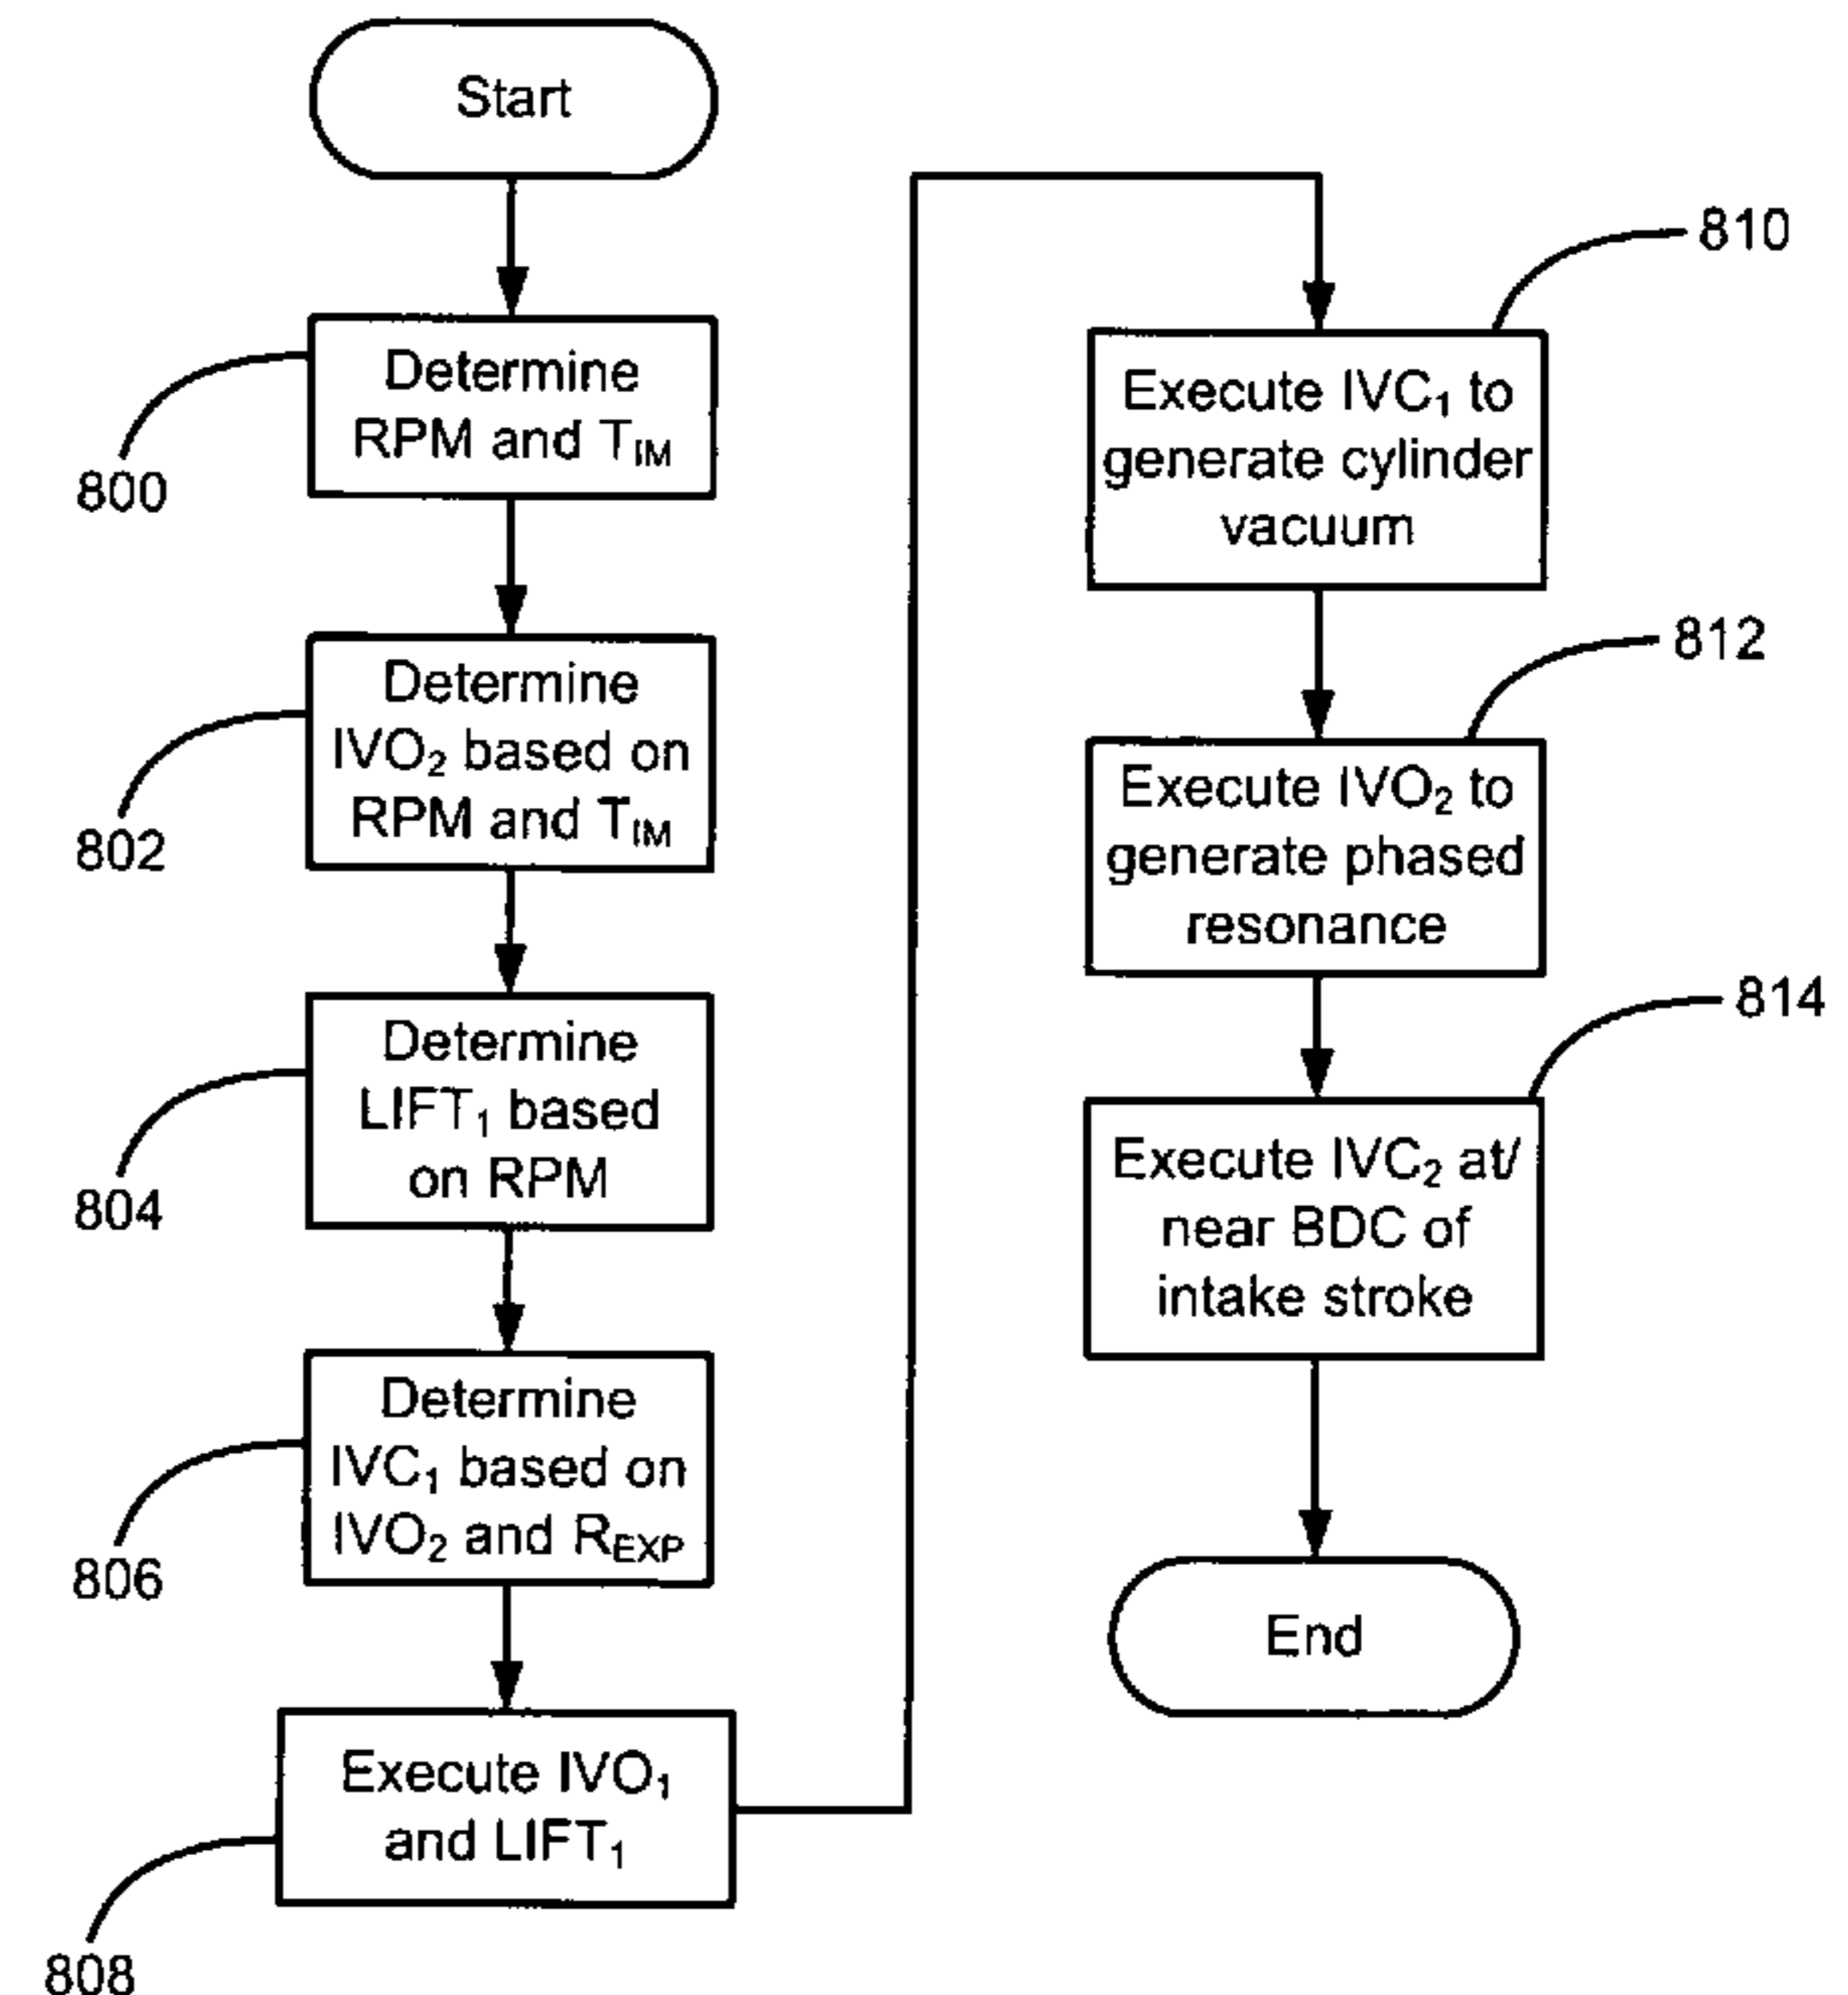 Start
Determine
RPM and T_IM
800
Determine
IVO₂ based on
RPM and T_IM
802
Determine
LIFT₁ based
on RPM
804
Determine
IVC₁ based on
IVO₂ and R_EXP
806
Execute IVO₁
and LIFT₁
808
810
Execute IVC₁ to
generate cylinder
vacuum
812
Execute IVO₂ to
generate phased
resonance
814
Execute IVC₂ at/
near BDC of
intake stroke
End